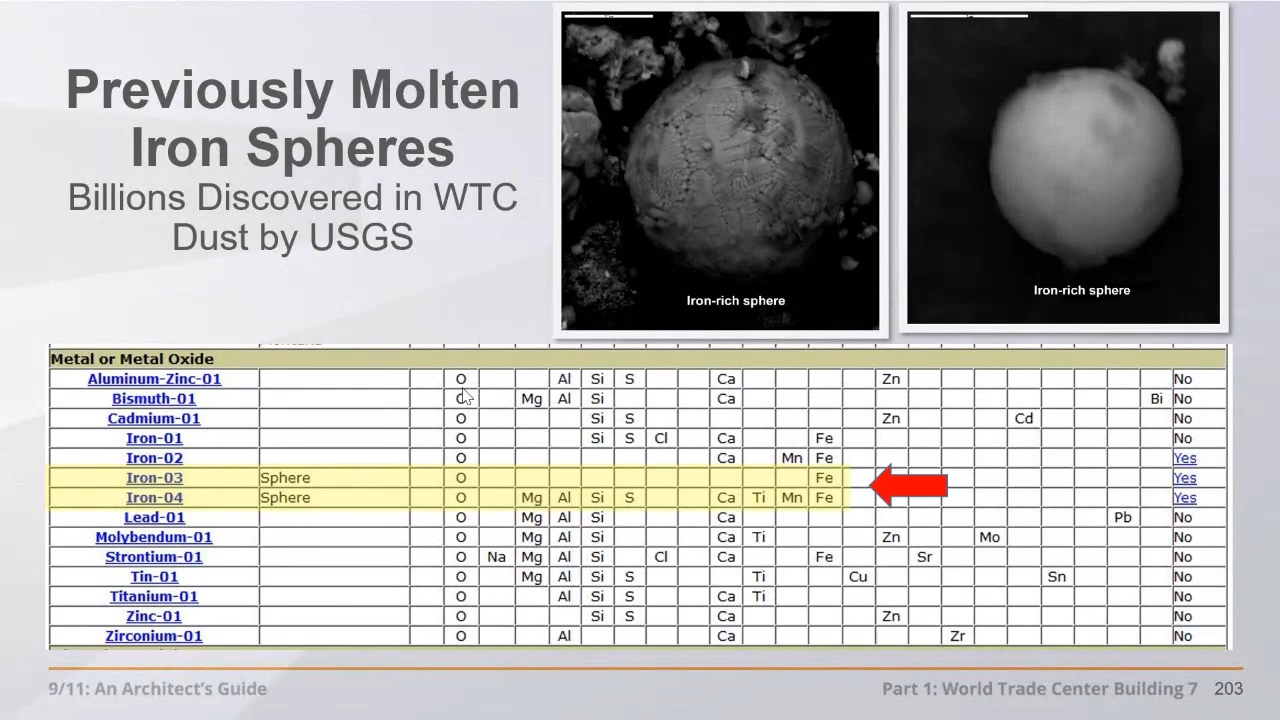 Previously Molten
Iron Spheres
Billions Discovered in WTC
Dust by USGS
Iron-rich sphere
Iron-rich sphere
Metal or Metal Oxide
Aluminum-Zinc-01 O Al Si S Ca Zn No
Bismuth-01 O Mg Al Si Ca Bi No
Cadmium-01 O Si S Zn Cd No
Iron-01 O Si S Cl Ca Fe No
Iron-02 O Ca Mn Fe Yes
Iron-03 Sphere O Fe Yes
Iron-04 Sphere O Mg Al Si S Ca Ti Mn Fe Yes
Lead-01 O Mg Al Si Ca Pb No
Molybendum-01 O Mg Al Si Ca Ti Zn Mo No
Strontium-01 O Na Mg Al Si Cl Ca Fe Sr No
Tin-01 O Mg Al Si S Ti Cu Sn No
Titanium-01 O Al Si S Ca Ti No
Zinc-01 O Si S Ca Zn No
Zirconium-01 O Al Ca Zr No
9/11: An Architect's Guide
Part 1: World Trade Center Building 7 203